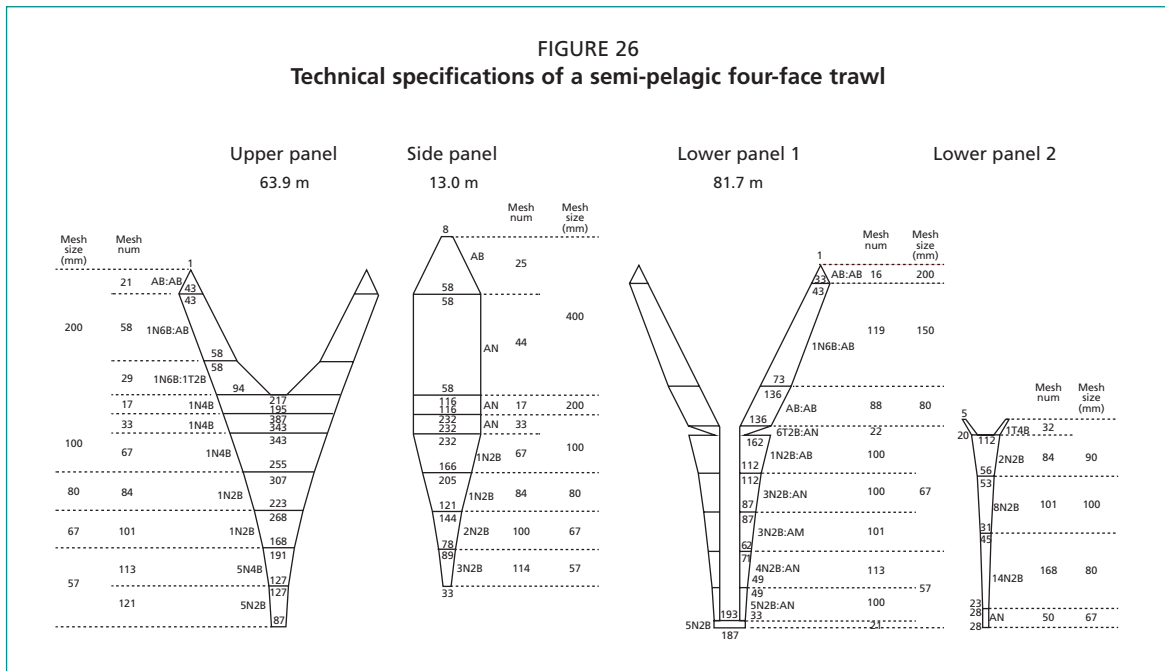 FIGURE 26
Technical specifications of a semi-pelagic four-face trawl
Upper panel
63.9 m
Mesh size (mm)
Mesh num
1
21 AB:AB
43
43
200 58 1N6B:AB
58
58
29 1N6B:1T2B
94
217
17 1N4B
195
387
33 1N4B
343
343
100 67 1N4B
255
307
80 84 1N2B
223
268
67 101 1N2B
168
191
113 5N4B
127
57
127
121 5N2B
87
Side panel
13.0 m
Mesh num
Mesh size (mm)
8
AB 25
58
58
400
AN 44
58
116
AN 17 200
116
232
AN 33
232
232
100
1N2B 67
166
205
1N2B 84 80
121
144
2N2B 100 67
78
89
3N2B 114 57
33
Lower panel 1
81.7 m
Mesh num
Mesh size (mm)
1
AB:AB 16 200
33
43
119 150
1N6B:AB
73
136
AB:AB 88 80
136
6T2B:AN 22
162
1N2B:AB 100
112
112
3N2B:AN 100 67
87
87
3N2B:AM 101
62
71
4N2B:AN 113
49
57
49
5N2B:AN 100
193 33
5N2B 21
187
Lower panel 2
Mesh num
Mesh size (mm)
5
1T4B 32
20 112
2N2B 84 90
56
53
8N2B 101 100
31
45
14N2B 168 80
23
28
AN 50 67
28